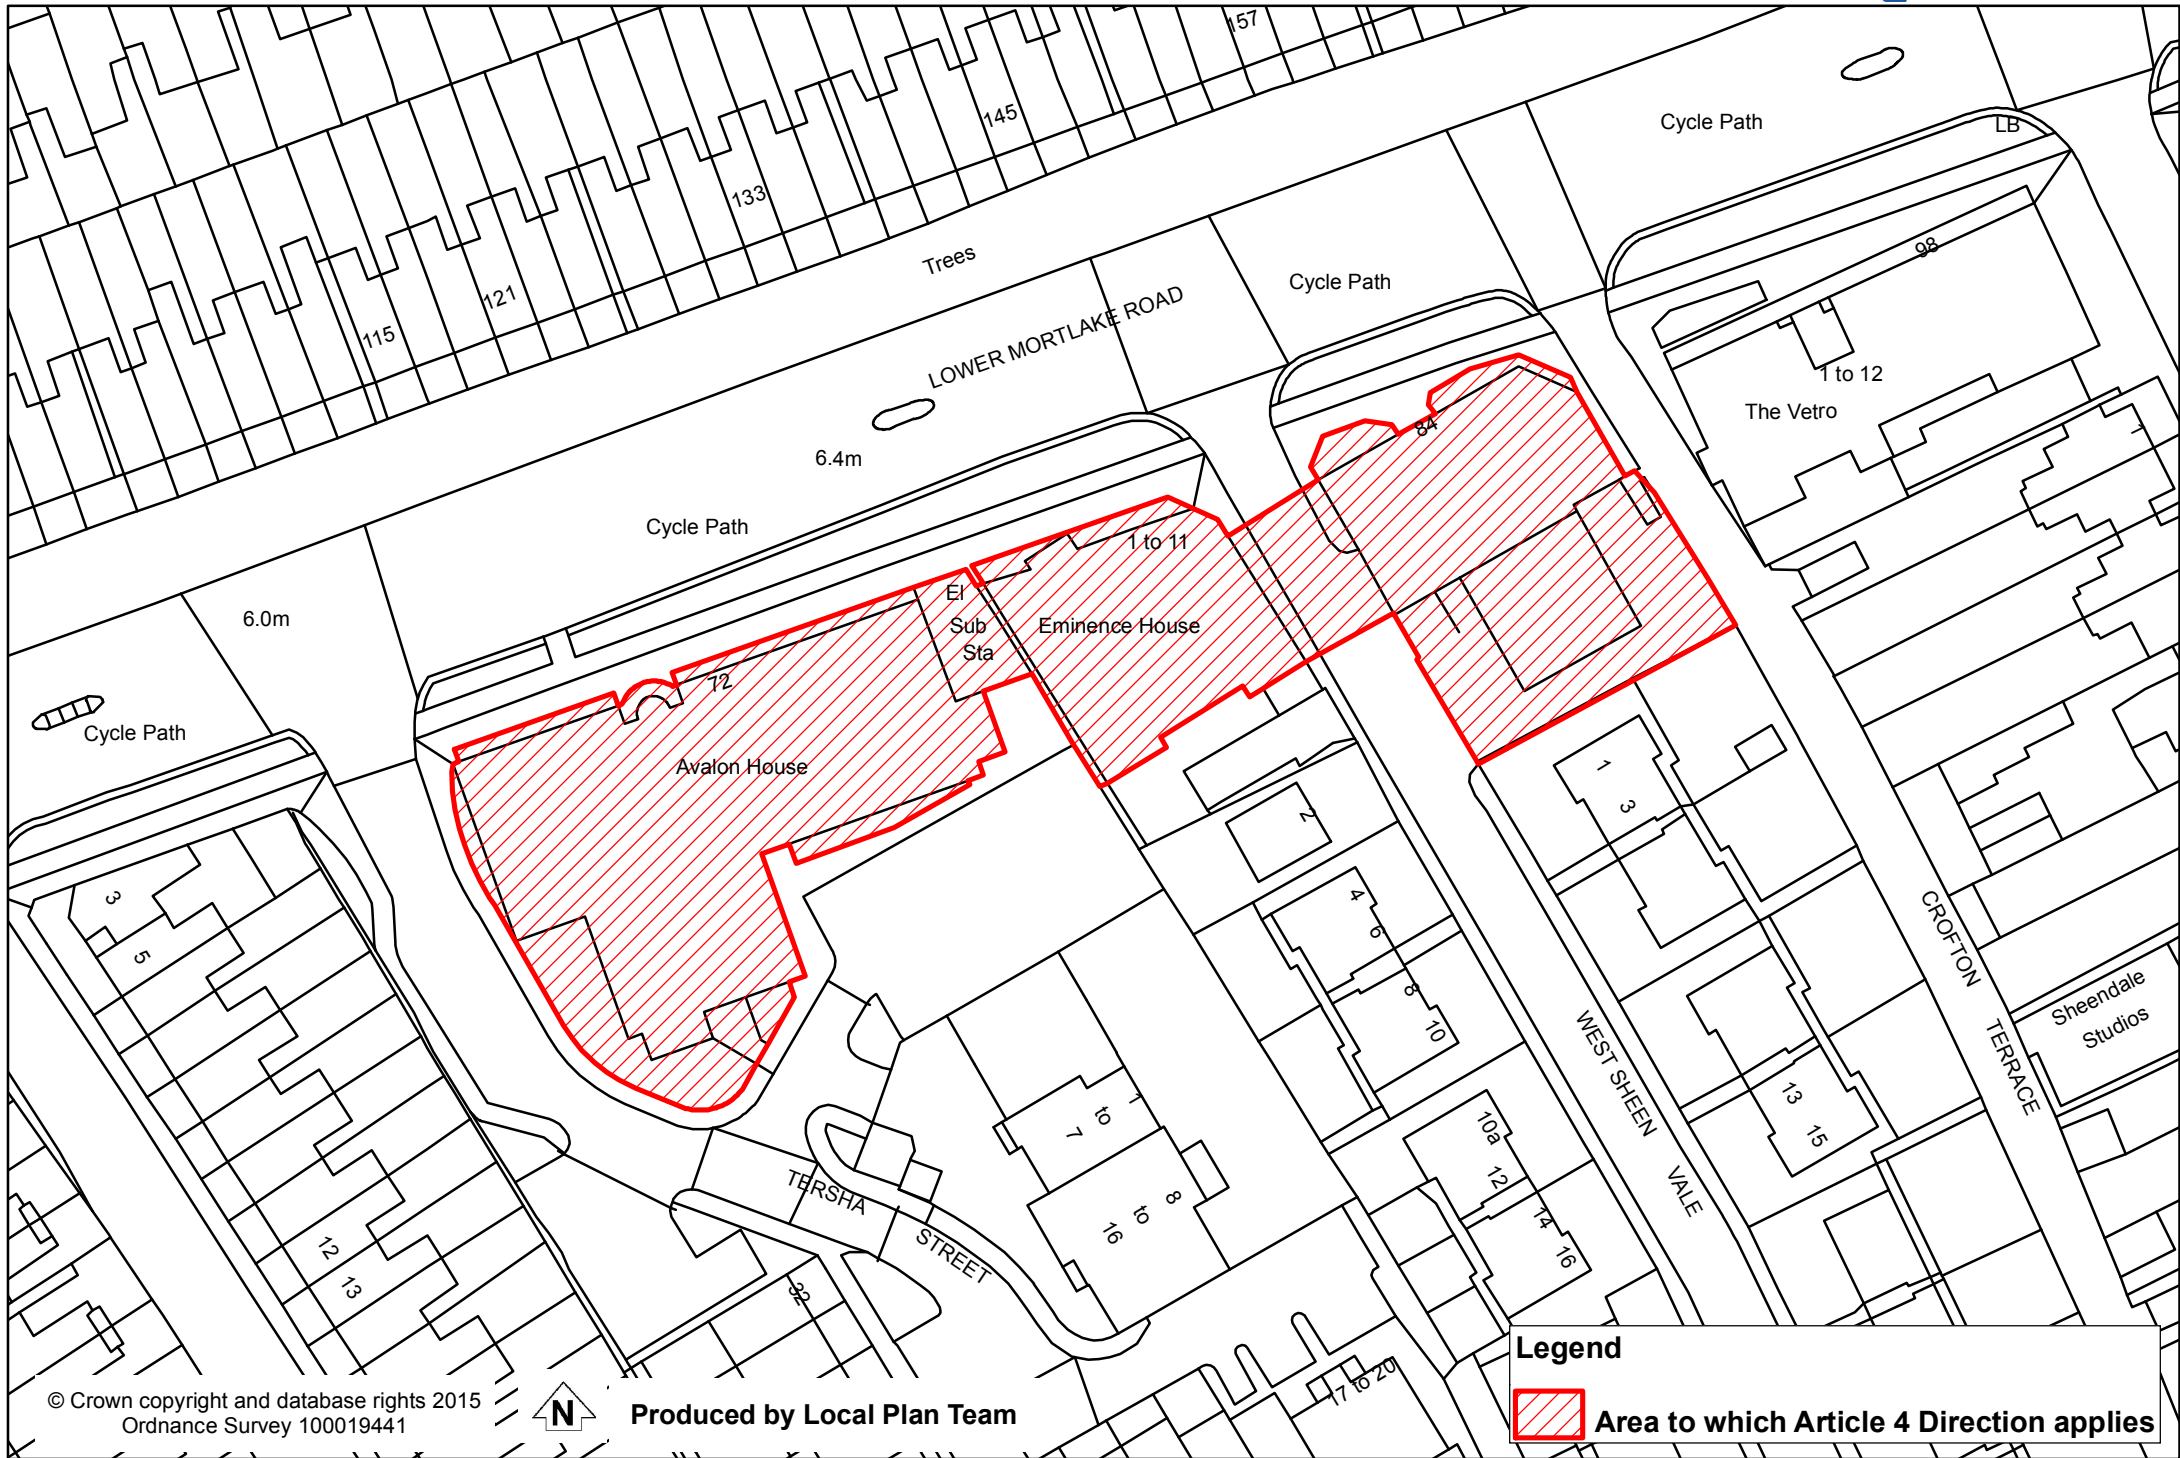 157
145
133
121
115
Trees
LOWER MORTLAKE ROAD
Cycle Path
Cycle Path
LB
98
1 to 12
The Vetro
1
84
6.4m
Cycle Path
1 to 11
El
Sub
Sta
Eminence House
6.0m
72
Cycle Path
Avalon House
3
5
12
13
1
3
2
4
6
8
10
10a
12
14
16
13
15
WEST SHEEN VALE
CROFTON TERRACE
Sheendale
Studios
1
to
7
8
to
16
TERSHA
STREET
32
17 to 20
Legend
Area to which Article 4 Direction applies
© Crown copyright and database rights 2015
Ordnance Survey 100019441
N
Produced by Local Plan Team